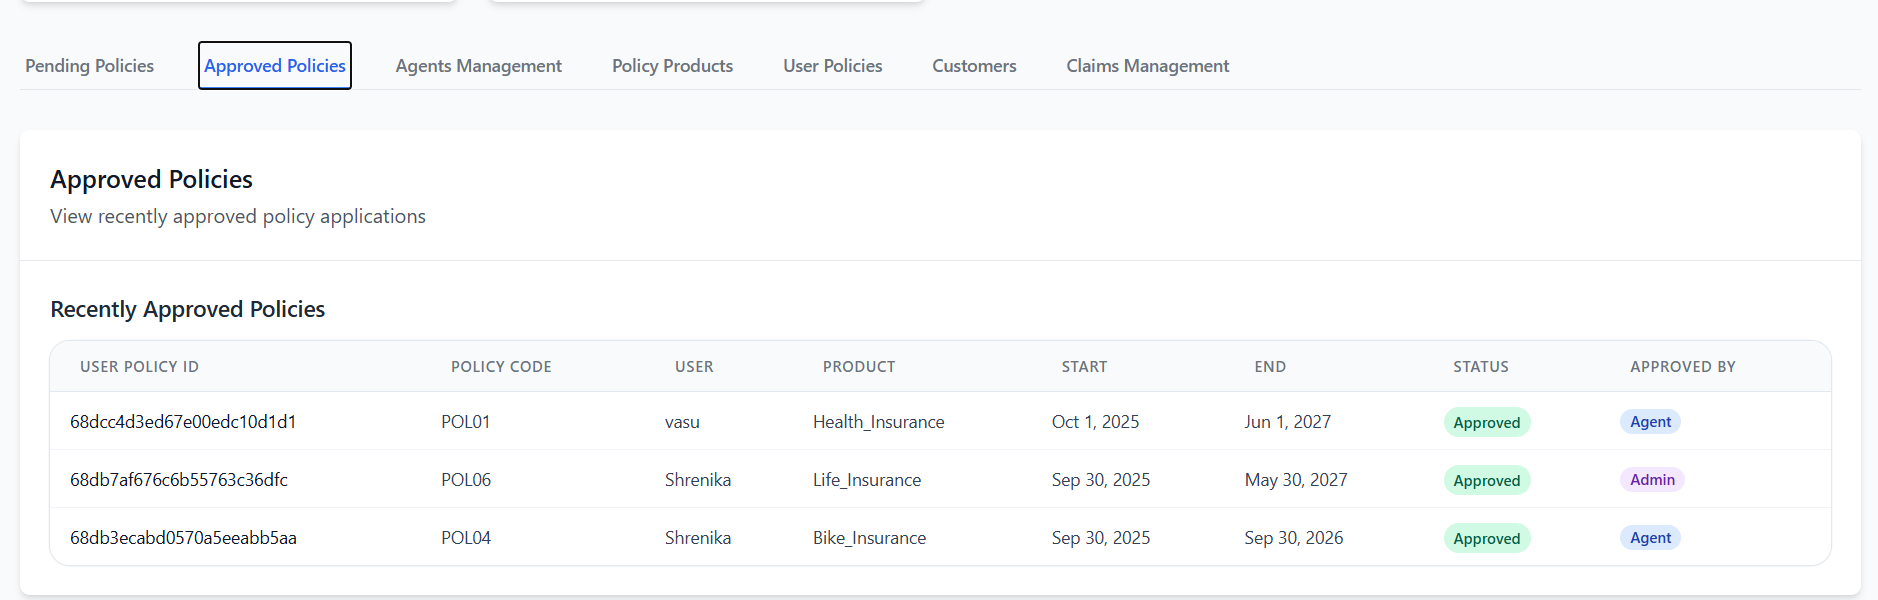 Pending Policies Approved Policies Agents Management Policy Products User Policies Customers Claims Management
Approved Policies
View recently approved policy applications
Recently Approved Policies
USER POLICY ID POLICY CODE USER PRODUCT START END STATUS APPROVED BY
68dcc4d3ed67e00edc10d1d1 POL01 vasu Health_Insurance Oct 1, 2025 Jun 1, 2027 Approved Agent
68db7af676c6b55763c36dfc POL06 Shrenika Life_Insurance Sep 30, 2025 May 30, 2027 Approved Admin
68db3ecabd0570a5eeabb5aa POL04 Shrenika Bike_Insurance Sep 30, 2025 Sep 30, 2026 Approved Agent